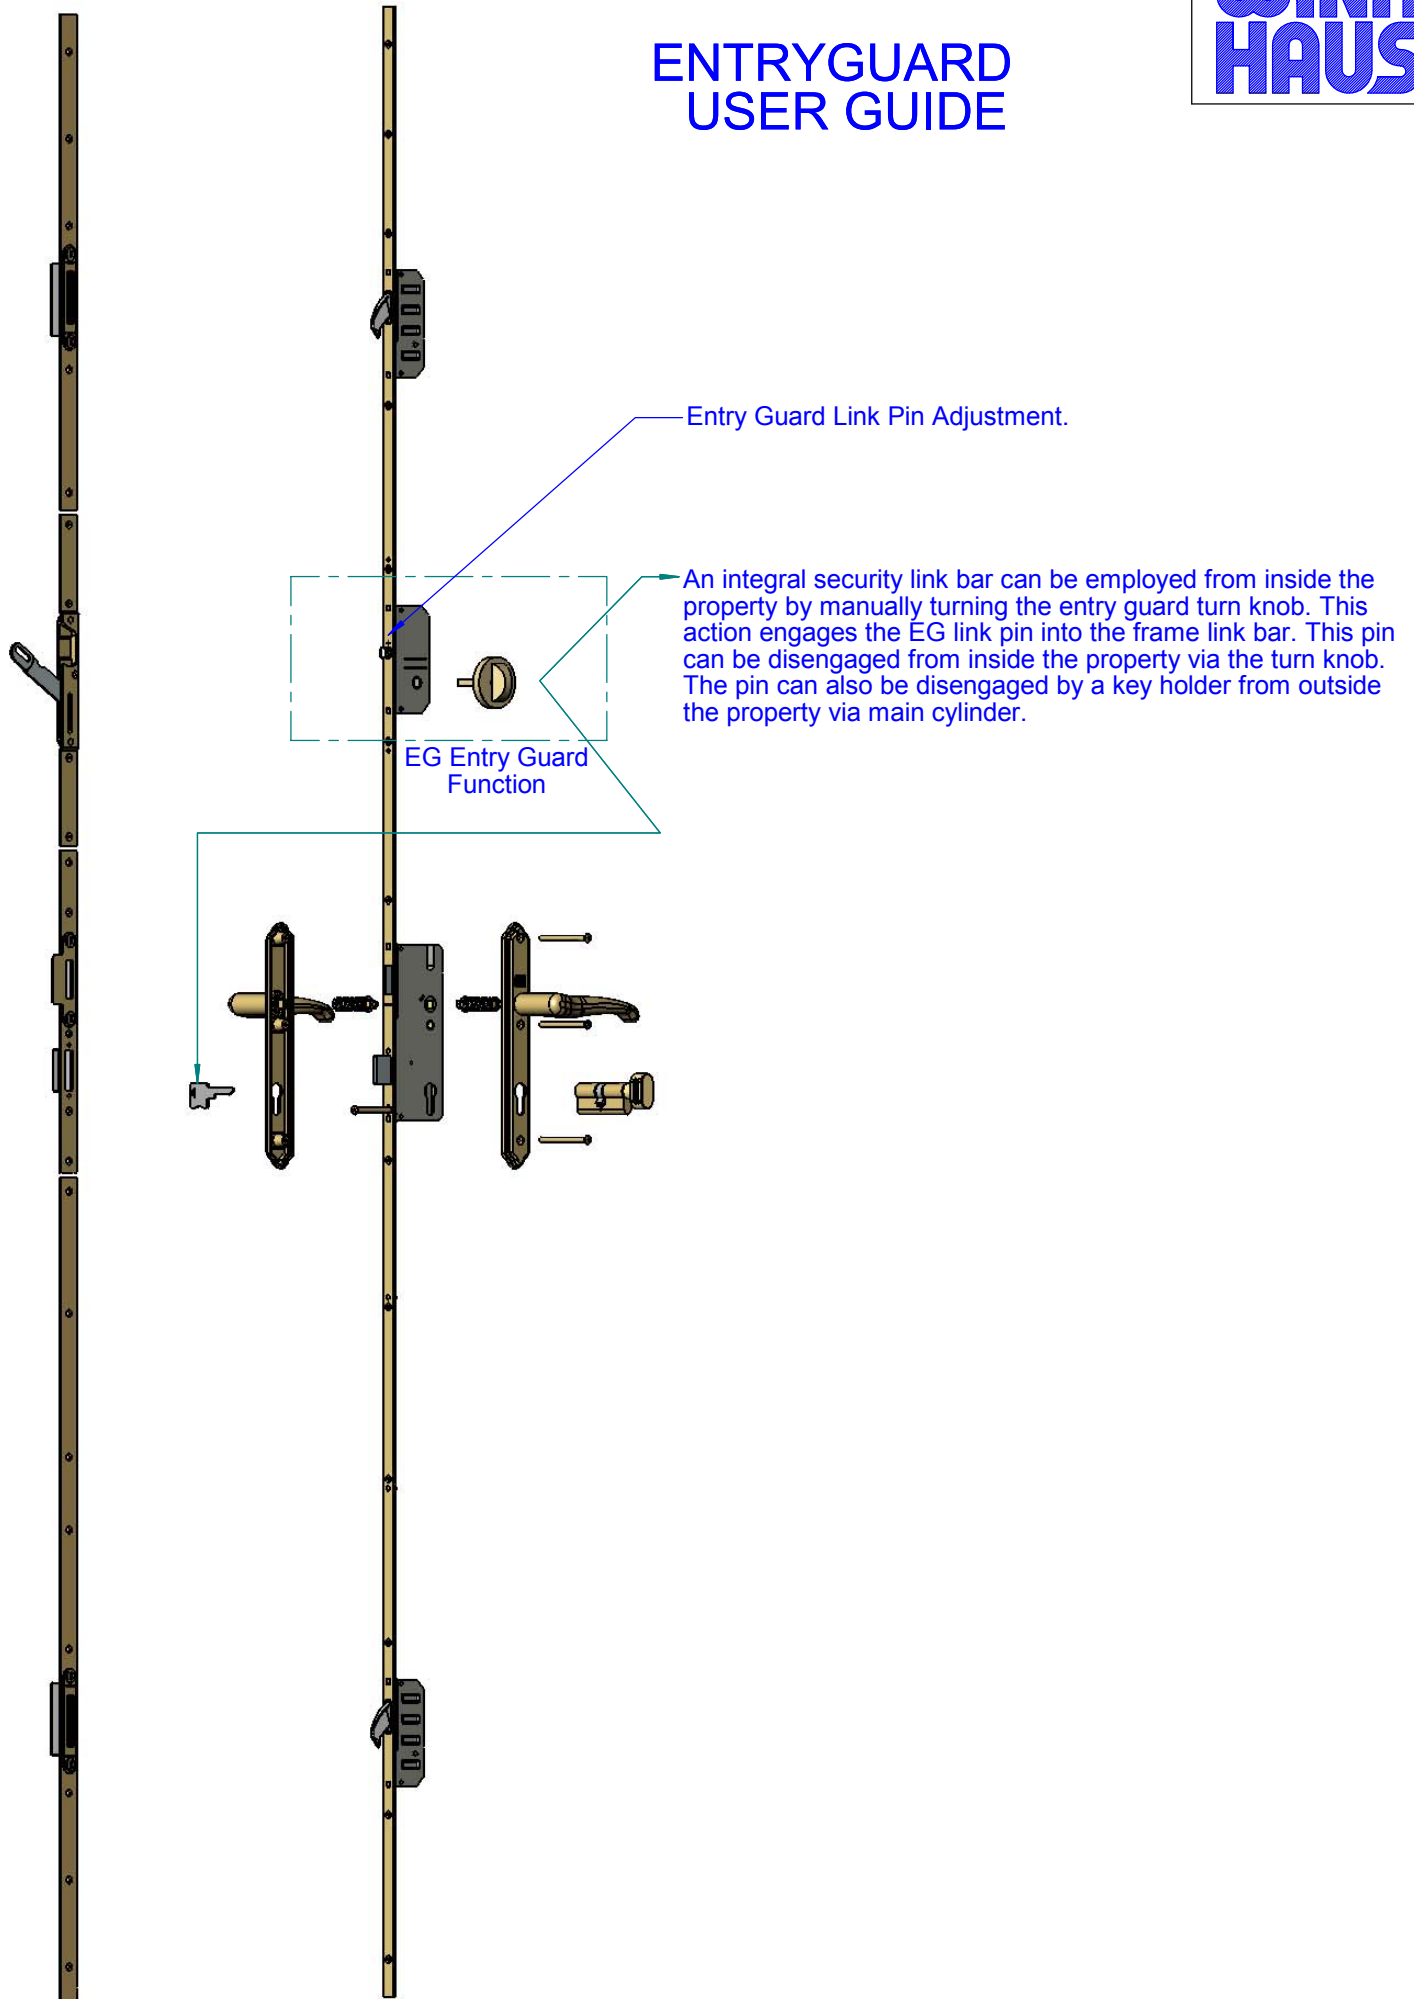 ENTRYGUARD
USER GUIDE
HAUS
Entry Guard Link Pin Adjustment.
An integral security link bar can be employed from inside the
property by manually turning the entry guard turn knob. This
action engages the EG link pin into the frame link bar. This pin
can be disengaged from inside the property via the turn knob.
The pin can also be disengaged by a key holder from outside
the property via main cylinder.
EG Entry Guard
Function